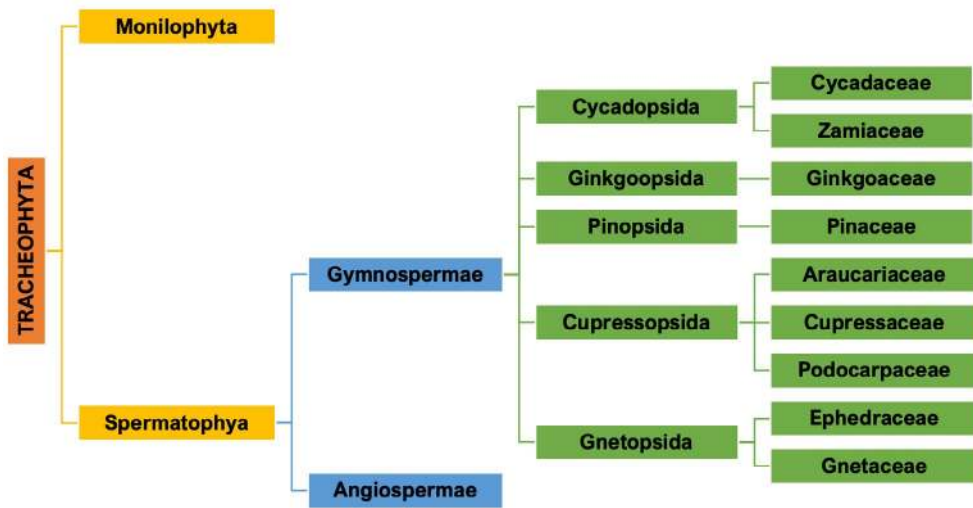 Monilophyta
Cycadaceae
Cycadopsida
Zamiaceae
TRACHEOPHYTA
Ginkgoopsida
Ginkgoaceae
Pinopsida
Pinaceae
Gymnospermae
Araucariaceae
Cupressopsida
Cupressaceae
Podocarpaceae
Spermatophya
Ephedraceae
Gnetopsida
Gnetaceae
Angiospermae